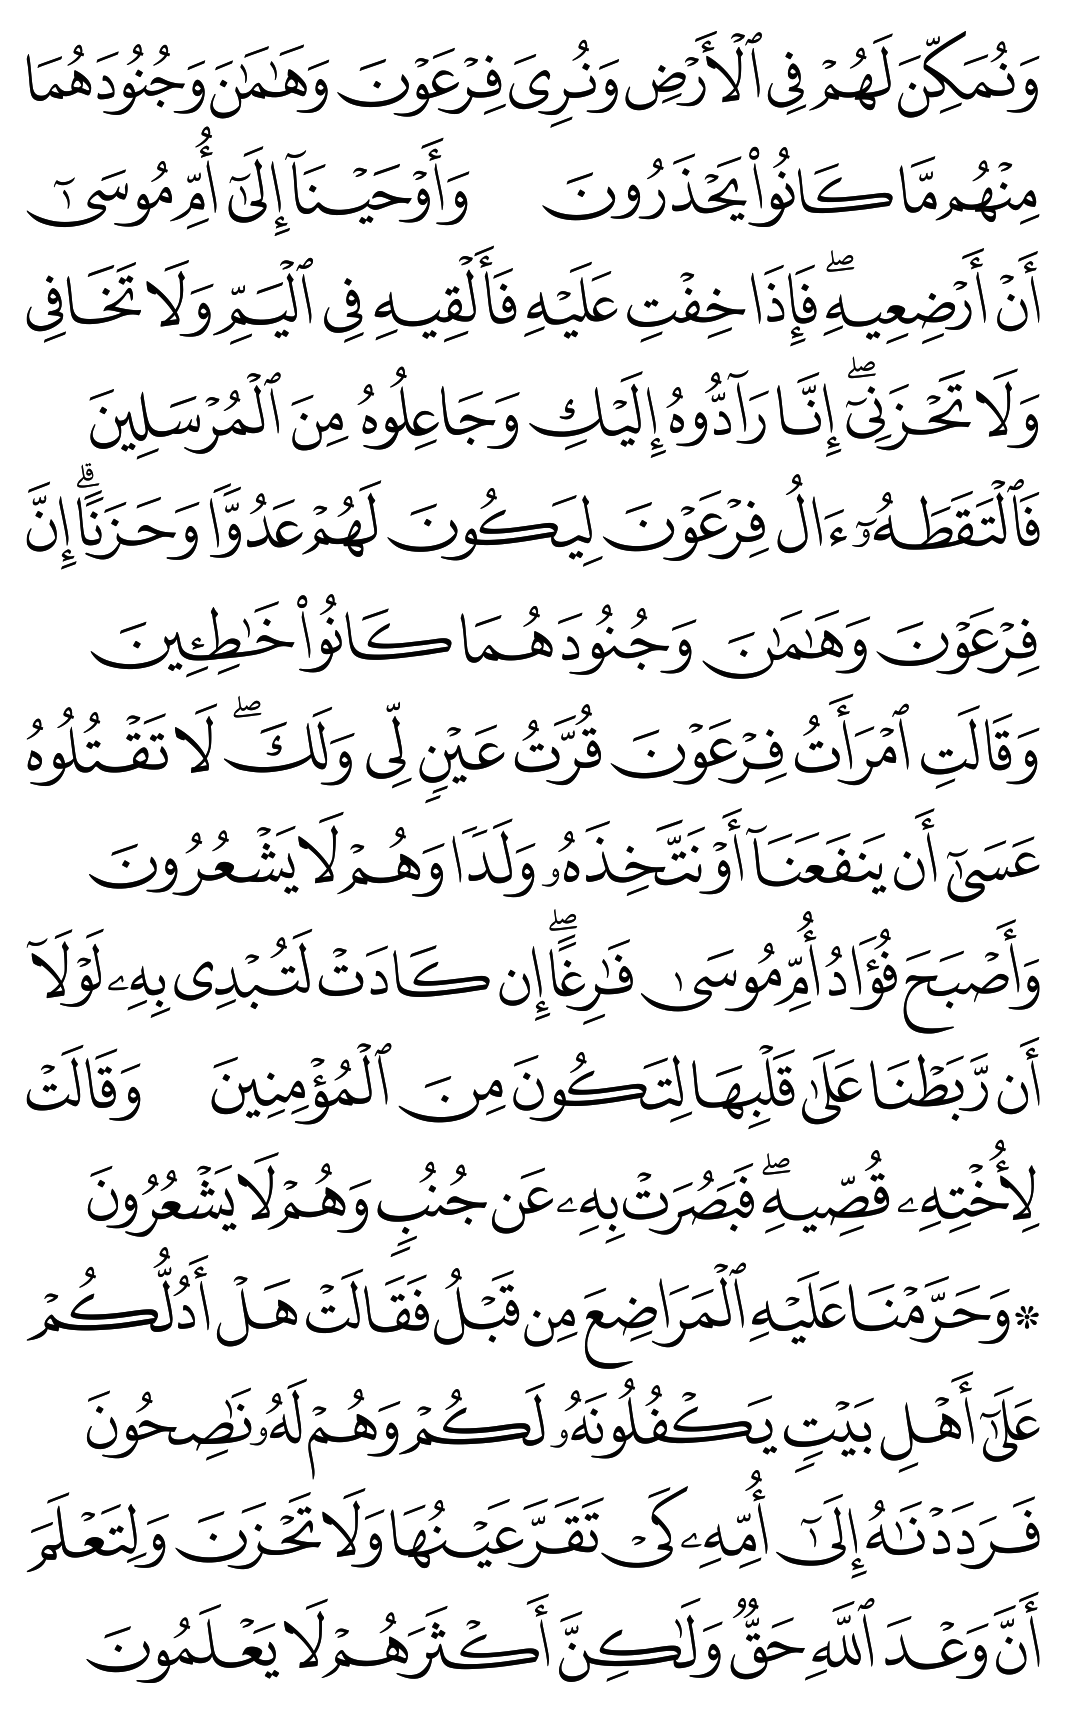 وَنُمَكِّنَ لَهُمۡ فِي ٱلۡأَرۡضِ وَنُرِيَ فِرۡعَوۡنَ وَهَٰمَٰنَ وَجُنُودَهُمَا
مِنۡهُم مَّا كَانُواْ يَحۡذَرُونَ وَأَوۡحَيۡنَآ إِلَىٰٓ أُمِّ مُوسَىٰٓ
أَنۡ أَرۡضِعِيهِۖ فَإِذَا خِفۡتِ عَلَيۡهِ فَأَلۡقِيهِ فِي ٱلۡيَمِّ وَلَا تَخَافِي
وَلَا تَحۡزَنِيٓۖ إِنَّا رَآدُّوهُ إِلَيۡكِ وَجَاعِلُوهُ مِنَ ٱلۡمُرۡسَلِينَ
فَٱلۡتَقَطَهُۥٓ ءَالُ فِرۡعَوۡنَ لِيَكُونَ لَهُمۡ عَدُوّٗا وَحَزَنًاۗ إِنَّ
فِرۡعَوۡنَ وَهَٰمَٰنَ وَجُنُودَهُمَا كَانُواْ خَٰطِـِٔينَ
وَقَالَتِ ٱمۡرَأَتُ فِرۡعَوۡنَ قُرَّتُ عَيۡنٖ لِّي وَلَكَۖ لَا تَقۡتُلُوهُ
عَسَىٰٓ أَن يَنفَعَنَآ أَوۡ نَتَّخِذَهُۥ وَلَدٗا وَهُمۡ لَا يَشۡعُرُونَ
وَأَصۡبَحَ فُؤَادُ أُمِّ مُوسَىٰ فَٰرِغًاۖ إِن كَادَتۡ لَتُبۡدِي بِهِۦ لَوۡلَآ
أَن رَّبَطۡنَا عَلَىٰ قَلۡبِهَا لِتَكُونَ مِنَ ٱلۡمُؤۡمِنِينَ وَقَالَتۡ
لِأُخۡتِهِۦ قُصِّيهِۖ فَبَصُرَتۡ بِهِۦ عَن جُنُبٖ وَهُمۡ لَا يَشۡعُرُونَ
* وَحَرَّمۡنَا عَلَيۡهِ ٱلۡمَرَاضِعَ مِن قَبۡلُ فَقَالَتۡ هَلۡ أَدُلُّكُمۡ
عَلَىٰٓ أَهۡلِ بَيۡتٖ يَكۡفُلُونَهُۥ لَكُمۡ وَهُمۡ لَهُۥ نَٰصِحُونَ
فَرَدَدۡنَٰهُ إِلَىٰٓ أُمِّهِۦ كَيۡ تَقَرَّ عَيۡنُهَا وَلَا تَحۡزَنَ وَلِتَعۡلَمَ
أَنَّ وَعۡدَ ٱللَّهِ حَقّٞ وَلَٰكِنَّ أَكۡثَرَهُمۡ لَا يَعۡلَمُونَ